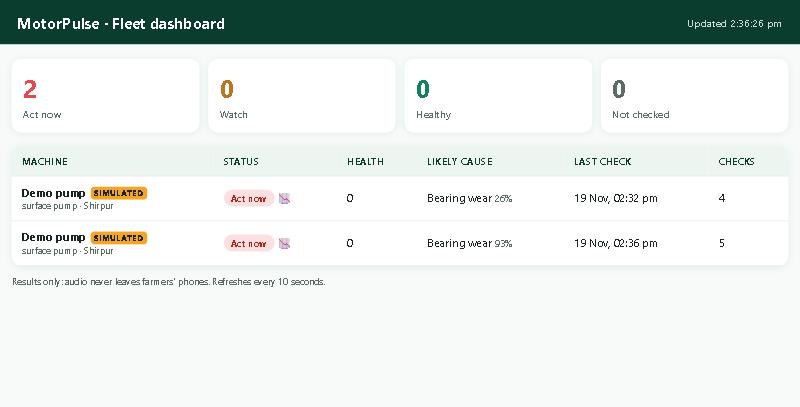 MotorPulse · Fleet dashboard
Updated 2:36:26 pm
2
Act now
0
Watch
0
Healthy
0
Not checked
MACHINE STATUS HEALTH LIKELY CAUSE LAST CHECK CHECKS
Demo pump SIMULATED Act now 0 Bearing wear 26% 19 Nov, 02:32 pm 4
surface pump · Shirpur
Demo pump SIMULATED Act now 0 Bearing wear 93% 19 Nov, 02:36 pm 5
surface pump · Shirpur
Results only: audio never leaves farmers' phones. Refreshes every 10 seconds.